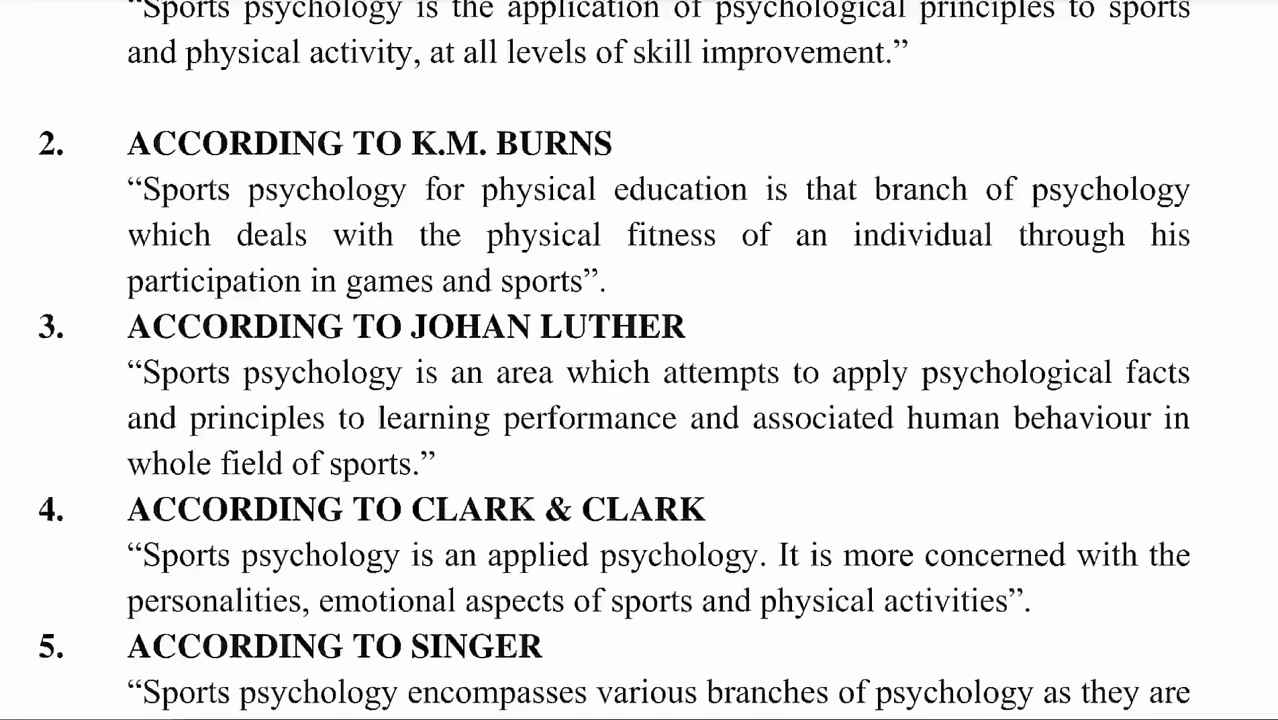 “Sports psychology is the application of psychological principles to sports
and physical activity, at all levels of skill improvement.”
2. ACCORDING TO K.M. BURNS
“Sports psychology for physical education is that branch of psychology
which deals with the physical fitness of an individual through his
participation in games and sports”.
3. ACCORDING TO JOHAN LUTHER
“Sports psychology is an area which attempts to apply psychological facts
and principles to learning performance and associated human behaviour in
whole field of sports.”
4. ACCORDING TO CLARK & CLARK
“Sports psychology is an applied psychology. It is more concerned with the
personalities, emotional aspects of sports and physical activities”.
5. ACCORDING TO SINGER
“Sports psychology encompasses various branches of psychology as they are